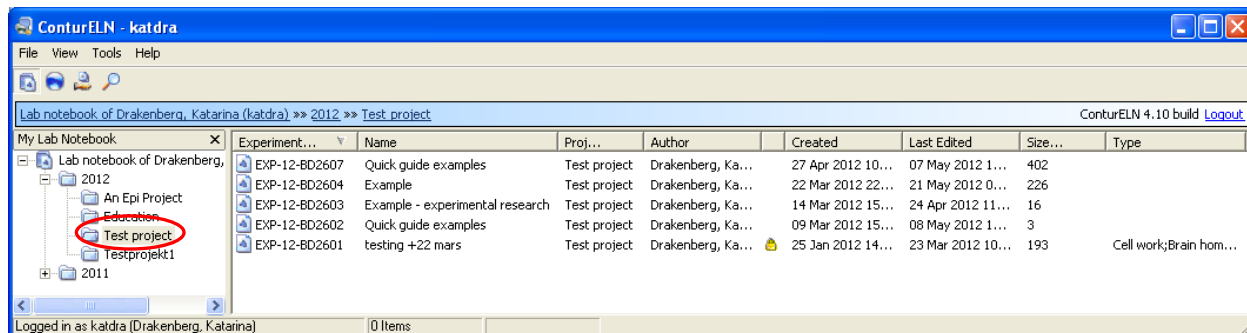 ConturELN - katdra
File View Tools Help
Lab notebook of Drakenberg, Katarina (katdra) »» 2012 »» Test project ConturELN 4.10 build Logout
My Lab Notebook X Experiment... Name Proj... Author Created Last Edited Size... Type
Lab notebook of Drakenberg, EXP-12-BD2607 Quick guide examples Test project Drakenberg, Ka... 27 Apr 2012 10... 07 May 2012 1... 402
2012 EXP-12-BD2604 Example Test project Drakenberg, Ka... 22 Mar 2012 22... 21 May 2012 0... 226
An Epi Project EXP-12-BD2603 Example - experimental research Test project Drakenberg, Ka... 14 Mar 2012 15... 24 Apr 2012 11... 16
Education EXP-12-BD2602 Quick guide examples Test project Drakenberg, Ka... 09 Mar 2012 15... 08 May 2012 1... 3
Test project EXP-12-BD2601 testing +22 mars Test project Drakenberg, Ka... 25 Jan 2012 14... 23 Mar 2012 10... 193 Cell work;Brain hom...
Testprojekt1
2011
Logged in as katdra (Drakenberg, Katarina) 0 Items